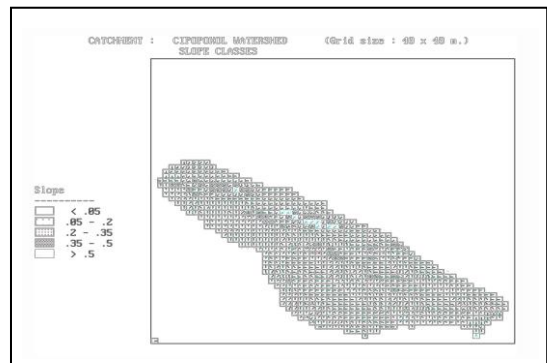 CATCHMENT : CIPOPOKOL WATERSHED (Grid size : 40 x 40 m.)
SLOPE CLASSES
Slope
----------
< .05
.05 - .2
.2 - .35
.35 - .5
> .5